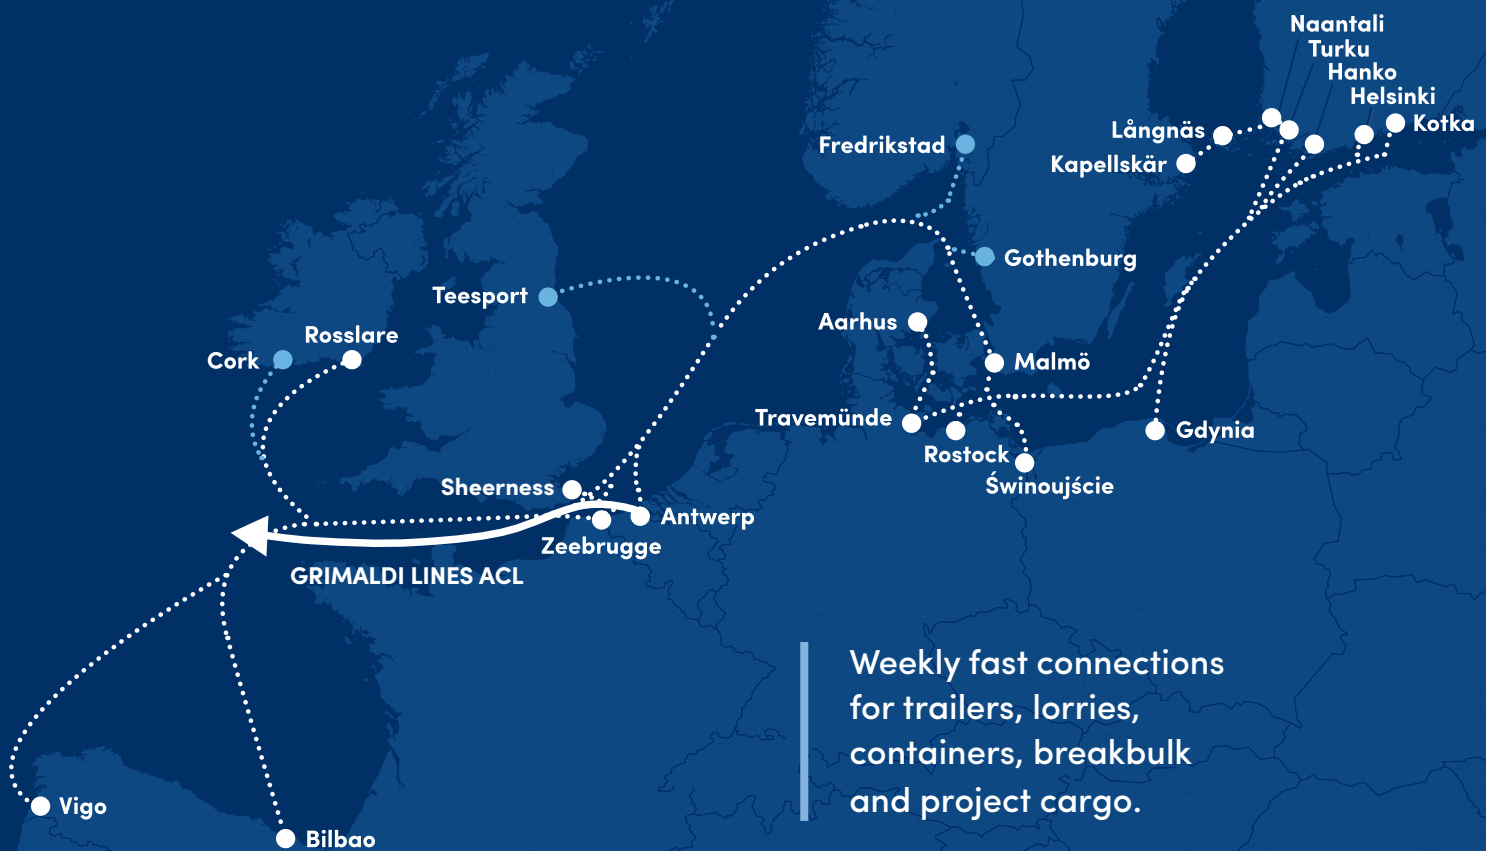 Naantali
Turku
Hanko
Helsinki
Kotka
Långnäs
Kapellskär
Fredrikstad
Gothenburg
Teesport
Aarhus
Rosslare
Cork
Malmö
Travemünde
Gdynia
Rostock
Świnoujście
Sheerness
Antwerp
Zeebrugge
GRIMALDI LINES ACL
Weekly fast connections
for trailers, lorries,
containers, breakbulk
and project cargo.
Vigo
Bilbao